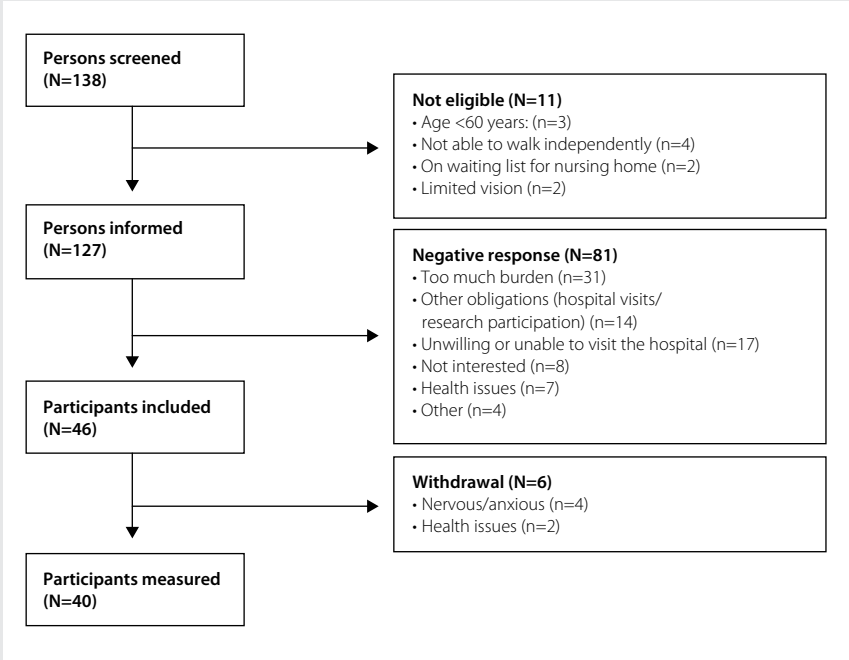 Persons screened
(N=138)
Not eligible (N=11)
• Age <60 years: (n=3)
• Not able to walk independently (n=4)
• On waiting list for nursing home (n=2)
• Limited vision (n=2)
Persons informed
(N=127)
Negative response (N=81)
• Too much burden (n=31)
• Other obligations (hospital visits/
research participation) (n=14)
• Unwilling or unable to visit the hospital (n=17)
• Not interested (n=8)
• Health issues (n=7)
• Other (n=4)
Participants included
(N=46)
Withdrawal (N=6)
• Nervous/anxious (n=4)
• Health issues (n=2)
Participants measured
(N=40)